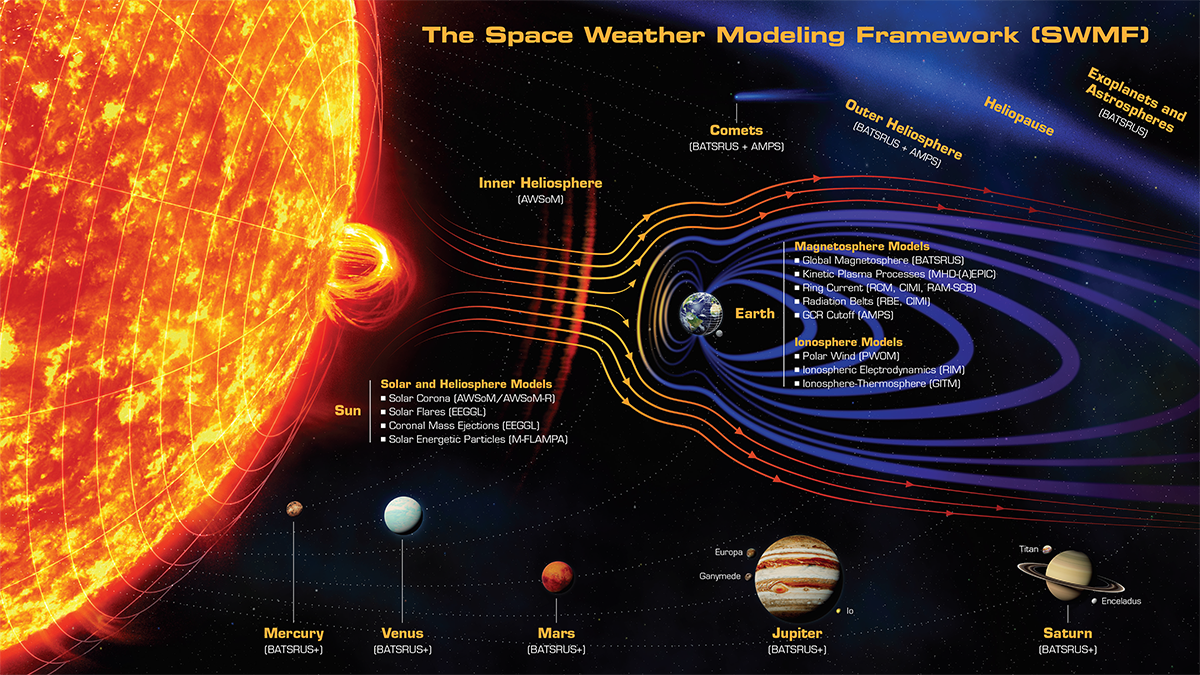 The Space Weather Modeling Framework (SWMF)
Exoplanets and
Astrospheres
(BATSRUS)
Heliopause
Outer Heliosphere
(BATSRUS + AMPS)
Comets
(BATSRUS + AMPS)
Inner Heliosphere
(AWSoM)
Earth
Magnetosphere Models
■ Global Magnetosphere (BATSRUS)
■ Kinetic Plasma Processes (MHD-(A)EPIC)
■ Ring Current (RCM, CIMI, RAM-SCB)
■ Radiation Belts (RBE, CIMI)
■ GCR Cutoff (AMPS)
Ionosphere Models
■ Polar Wind (PWOM)
■ Ionospheric Electrodynamics (RIM)
■ Ionosphere-Thermosphere (GITM)
Sun
Solar and Heliosphere Models
■ Solar Corona (AWSoM/AWSoM-R)
■ Solar Flares (EEGGL)
■ Coronal Mass Ejections (EEGGL)
■ Solar Energetic Particles (M-FLAMPA)
Mercury
(BATSRUS+)
Venus
(BATSRUS+)
Mars
(BATSRUS+)
Europa
Ganymede
Io
Jupiter
(BATSRUS+)
Titan
Enceladus
Saturn
(BATSRUS+)